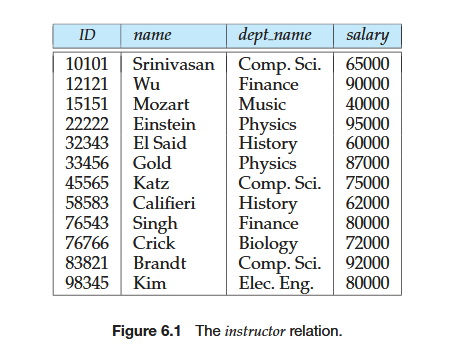 ID name dept_name salary
10101 Srinivasan Comp. Sci. 65000
12121 Wu Finance 90000
15151 Mozart Music 40000
22222 Einstein Physics 95000
32343 El Said History 60000
33456 Gold Physics 87000
45565 Katz Comp. Sci. 75000
58583 Califieri History 62000
76543 Singh Finance 80000
76766 Crick Biology 72000
83821 Brandt Comp. Sci. 92000
98345 Kim Elec. Eng. 80000
Figure 6.1 The instructor relation.